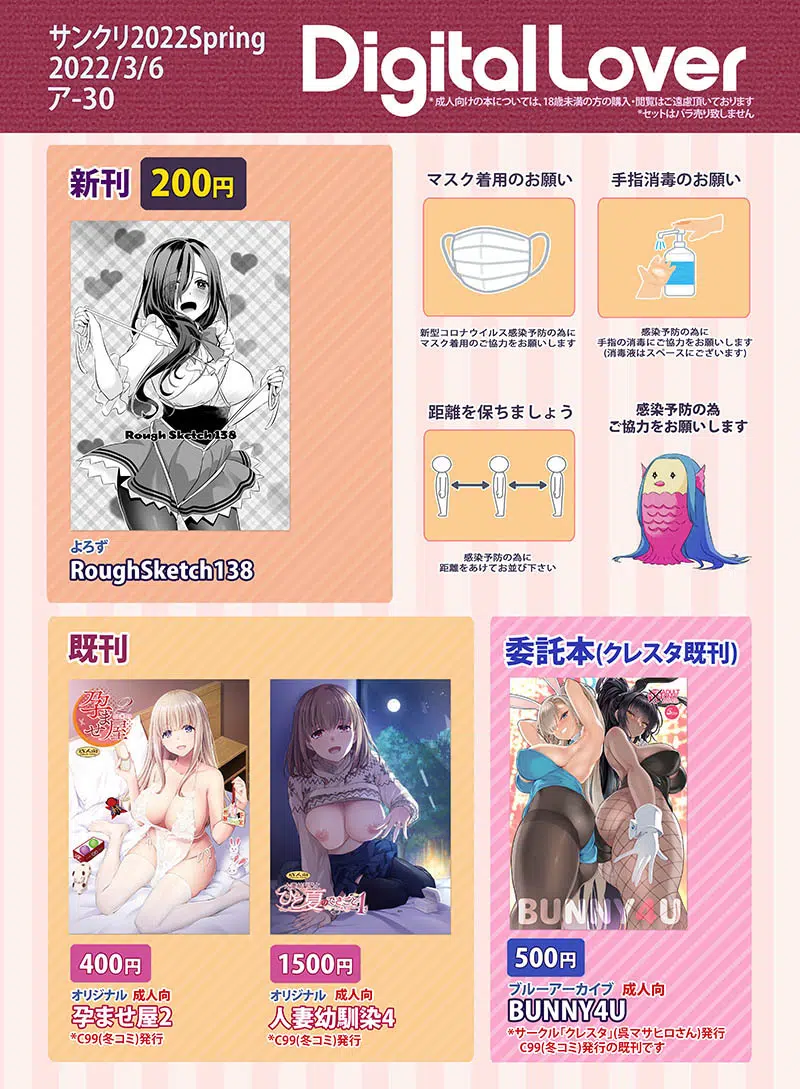 サンクリ2022Spring
2022/3/6
ア-30
Digital Lover
*成人向けの本については、18歳未満の方の購入・閲覧はご遠慮頂いております
*セットはバラ売り致しません
新刊 200円
Rough Sketch 138
よろず
RoughSketch138
マスク着用のお願い
新型コロナウイルス感染予防の為に
マスク着用のご協力をお願いします
手指消毒のお願い
感染予防の為に
手指の消毒にご協力をお願いします
(消毒液はスペースにございます)
距離を保ちましょう
感染予防の為に
距離をあけてお並び下さい
感染予防の為
ご協力をお願いします
既刊
孕ませ屋2
成人向
400円
オリジナル 成人向
孕ませ屋2
*C99(冬コミ)発行
成人向
1500円
オリジナル 成人向
人妻幼馴染4
*C99(冬コミ)発行
委託本(クレスタ既刊)
BUNNY4U
500円
ブルーアーカイブ 成人向
BUNNY4U
*サークル「クレスタ」(呉マサヒロさん)発行
C99(冬コミ)発行の既刊です